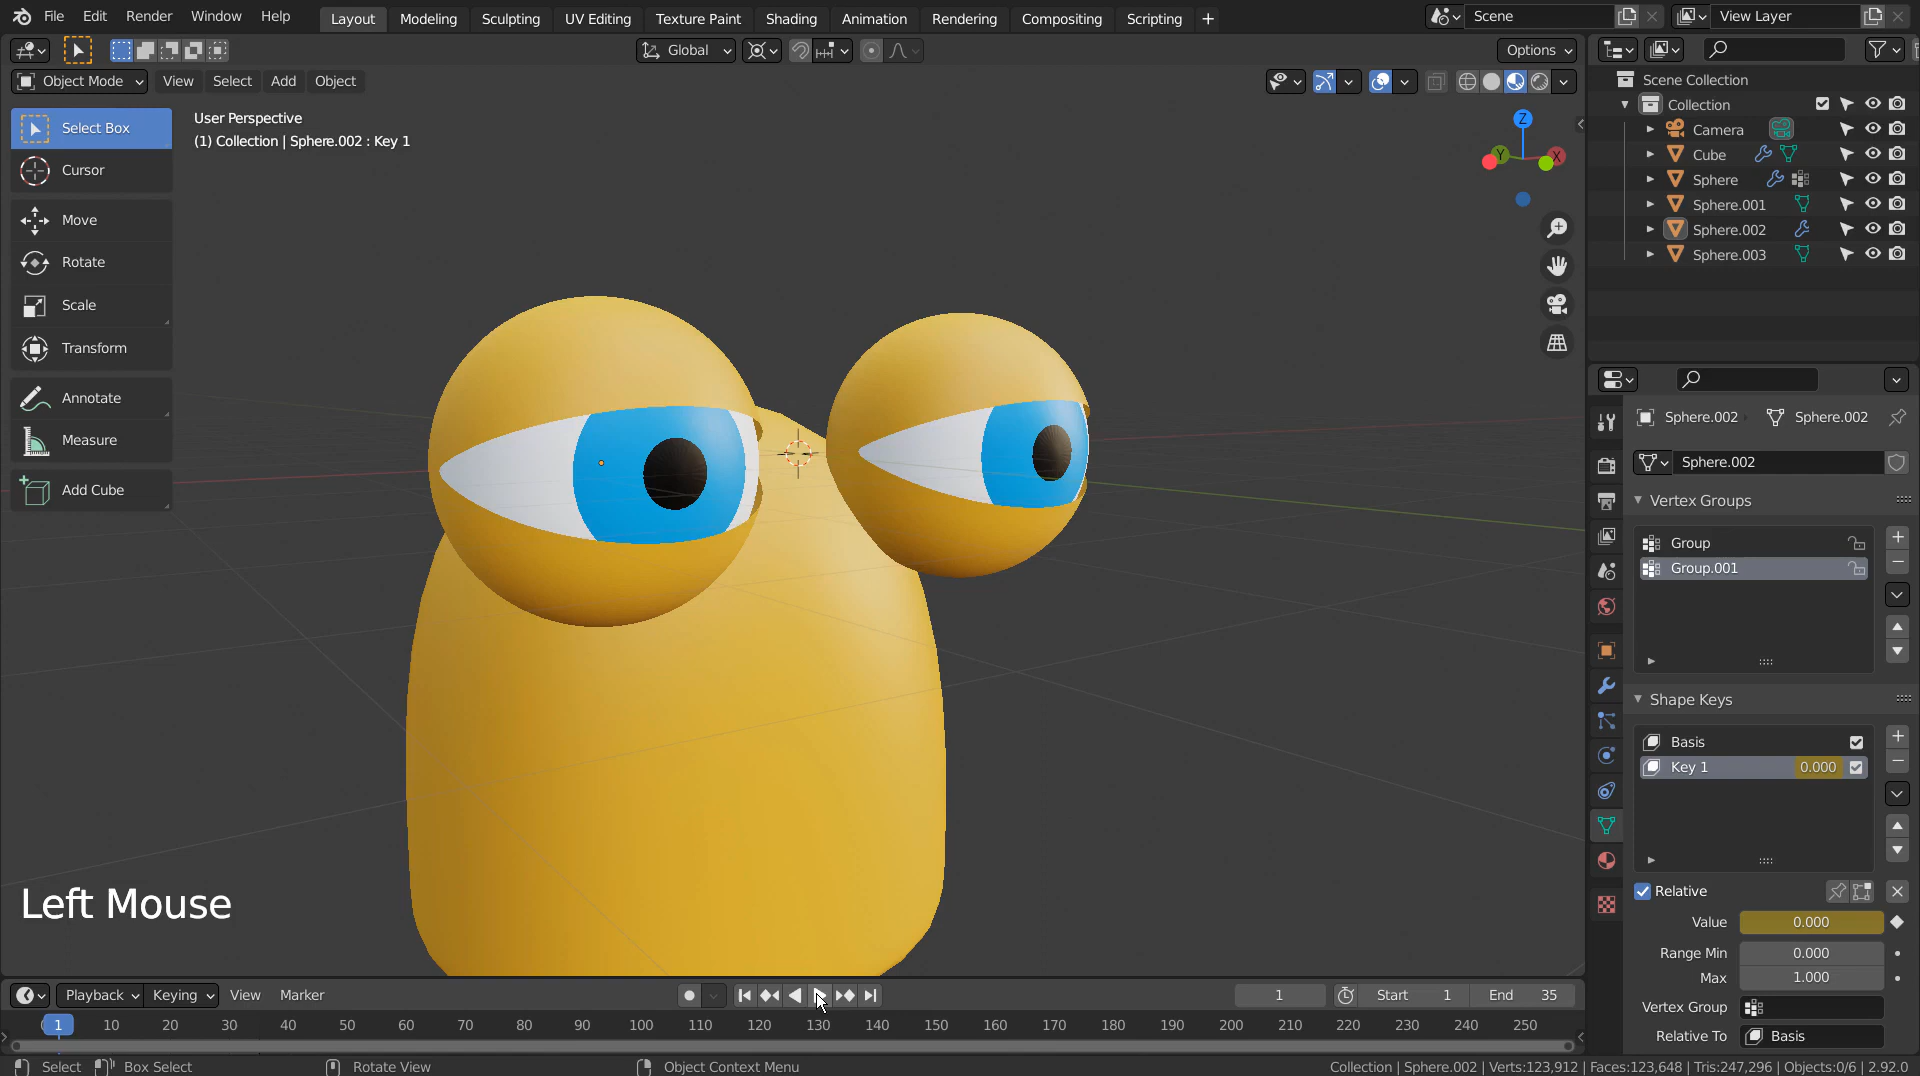 File Edit Render Window Help Layout Modeling Sculpting UV Editing Texture Paint Shading Animation Rendering Compositing Scripting + Scene View Layer
Global Options
Object Mode View Select Add Object
User Perspective
(1) Collection | Sphere.002 : Key 1
Select Box
Cursor
Move
Rotate
Scale
Transform
Annotate
Measure
Add Cube
Z
Y
X
Scene Collection
Collection
Camera
Cube
Sphere
Sphere.001
Sphere.002
Sphere.003
Sphere.002 Sphere.002
Sphere.002
Vertex Groups
Group
Group.001
Shape Keys
Basis
Key 1 0.000
Relative
Value 0.000
Range Min 0.000
Max 1.000
Vertex Group
Relative To Basis
Left Mouse
Playback Keying View Marker 1 Start 1 End 35
1 10 20 30 40 50 60 70 80 90 100 110 120 130 140 150 160 170 180 190 200 210 220 230 240 250
Select Box Select Rotate View Object Context Menu Collection | Sphere.002 | Verts:123,912 | Faces:123,648 | Tris:247,296 | Objects:0/6 | 2.92.0